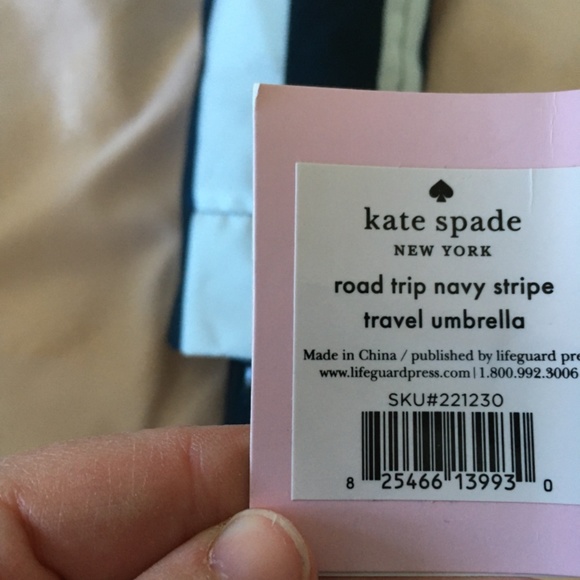 kate spade
NEW YORK
road trip navy stripe
travel umbrella
Made in China / published by lifeguard
www.lifeguardpress.com | 1.800.992.3006
SKU#221230
8 25466 13993 0